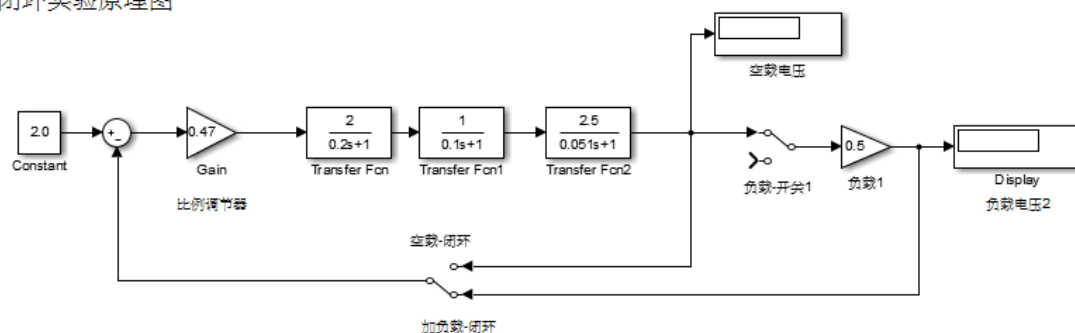 闭环实验原理图
空载电压
2.0
Constant
+
-
0.47
Gain
比例调节器
2
0.2s+1
Transfer Fcn
1
0.1s+1
Transfer Fcn1
2.5
0.051s+1
Transfer Fcn2
负载-开关1
0.5
负载1
Display
负载电压2
空载-闭环
加负载-闭环